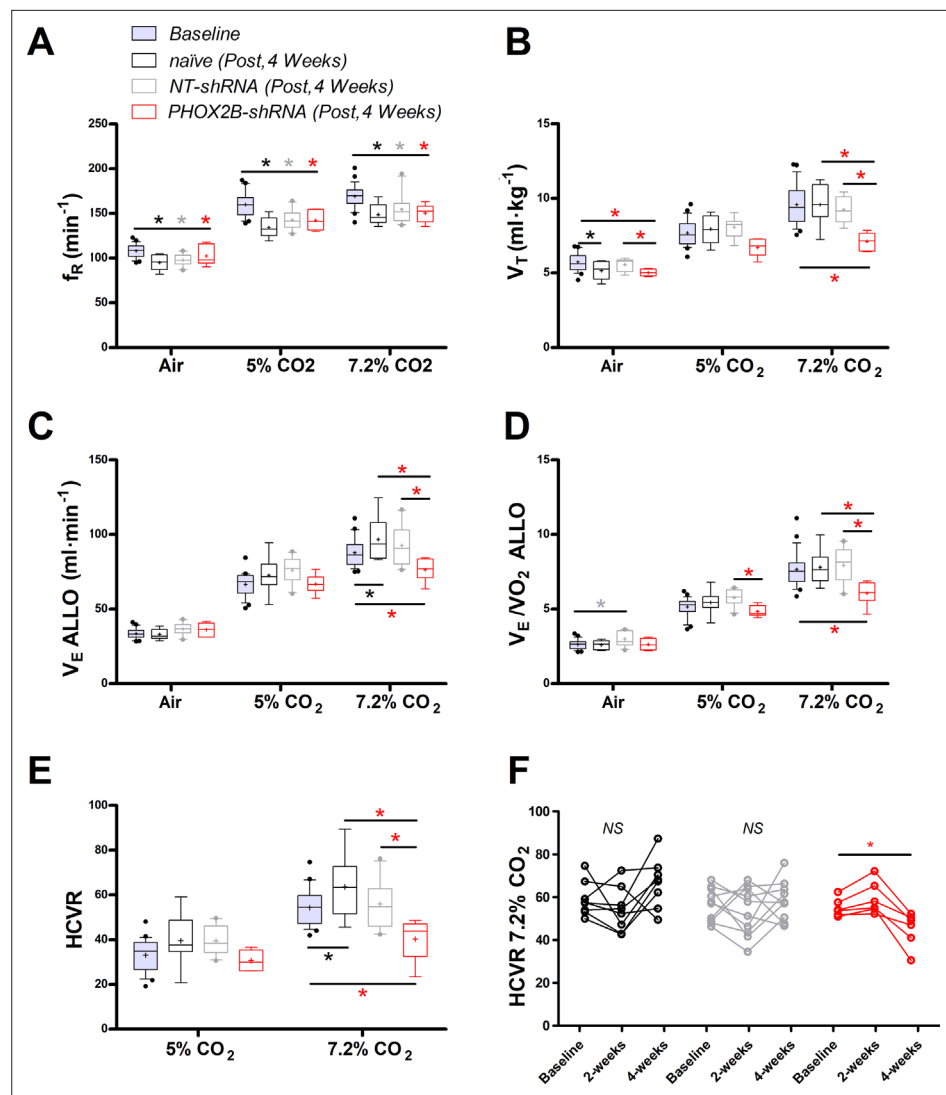 A
Baseline
naïve (Post, 4 Weeks)
NT-shRNA (Post, 4 Weeks)
PHOX2B-shRNA (Post, 4 Weeks)
fR (min-1)
250
200
150
100
50
0
* * *
* * *
* * *
Air 5% CO2 7.2% CO2
B
VT (ml·kg-1)
15
10
5
0
*
* *
*
*
*
Air 5% CO2 7.2% CO2
C
VE ALLO (ml·min-1)
150
100
50
0
*
*
*
*
Air 5% CO2 7.2% CO2
D
VE /VO2 ALLO
15
10
5
0
*
*
*
*
*
Air 5% CO2 7.2% CO2
E
HCVR
100
80
60
40
20
0
*
*
*
*
5% CO2 7.2% CO2
F
HCVR 7.2% CO2
100
80
60
40
20
0
NS NS *
Baseline 2-weeks 4-weeks Baseline 2-weeks 4-weeks Baseline 2-weeks 4-weeks